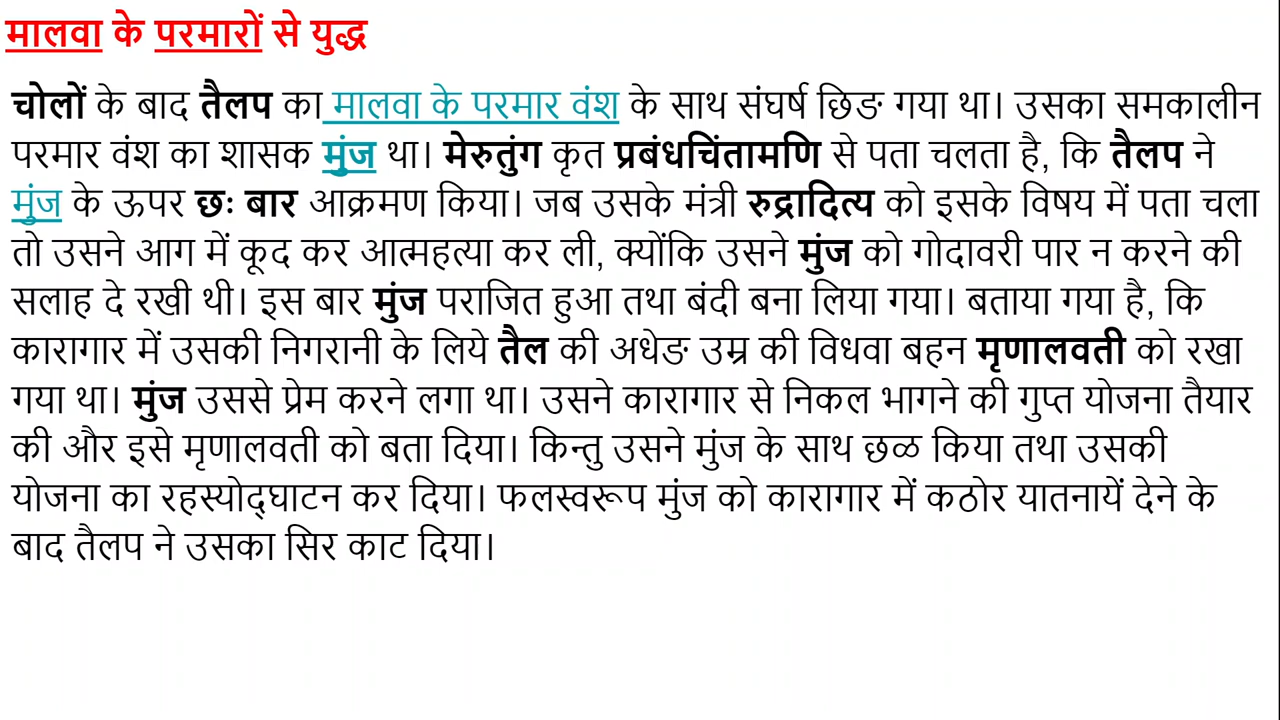 मालवा के परमारों से युद्ध
चोलों के बाद तैलप का मालवा के परमार वंश के साथ संघर्ष छिङ गया था। उसका समकालीन
परमार वंश का शासक मुंज था। मेरुतुंग कृत प्रबंधचिंतामणि से पता चलता है, कि तैलप ने
मुंज के ऊपर छः बार आक्रमण किया। जब उसके मंत्री रुद्रादित्य को इसके विषय में पता चला
तो उसने आग में कूद कर आत्महत्या कर ली, क्योंकि उसने मुंज को गोदावरी पार न करने की
सलाह दे रखी थी। इस बार मुंज पराजित हुआ तथा बंदी बना लिया गया। बताया गया है, कि
कारागार में उसकी निगरानी के लिये तैल की अधेङ उम्र की विधवा बहन मृणालवती को रखा
गया था। मुंज उससे प्रेम करने लगा था। उसने कारागार से निकल भागने की गुप्त योजना तैयार
की और इसे मृणालवती को बता दिया। किन्तु उसने मुंज के साथ छळ किया तथा उसकी
योजना का रहस्योद्घाटन कर दिया। फलस्वरूप मुंज को कारागार में कठोर यातनायें देने के
बाद तैलप ने उसका सिर काट दिया।